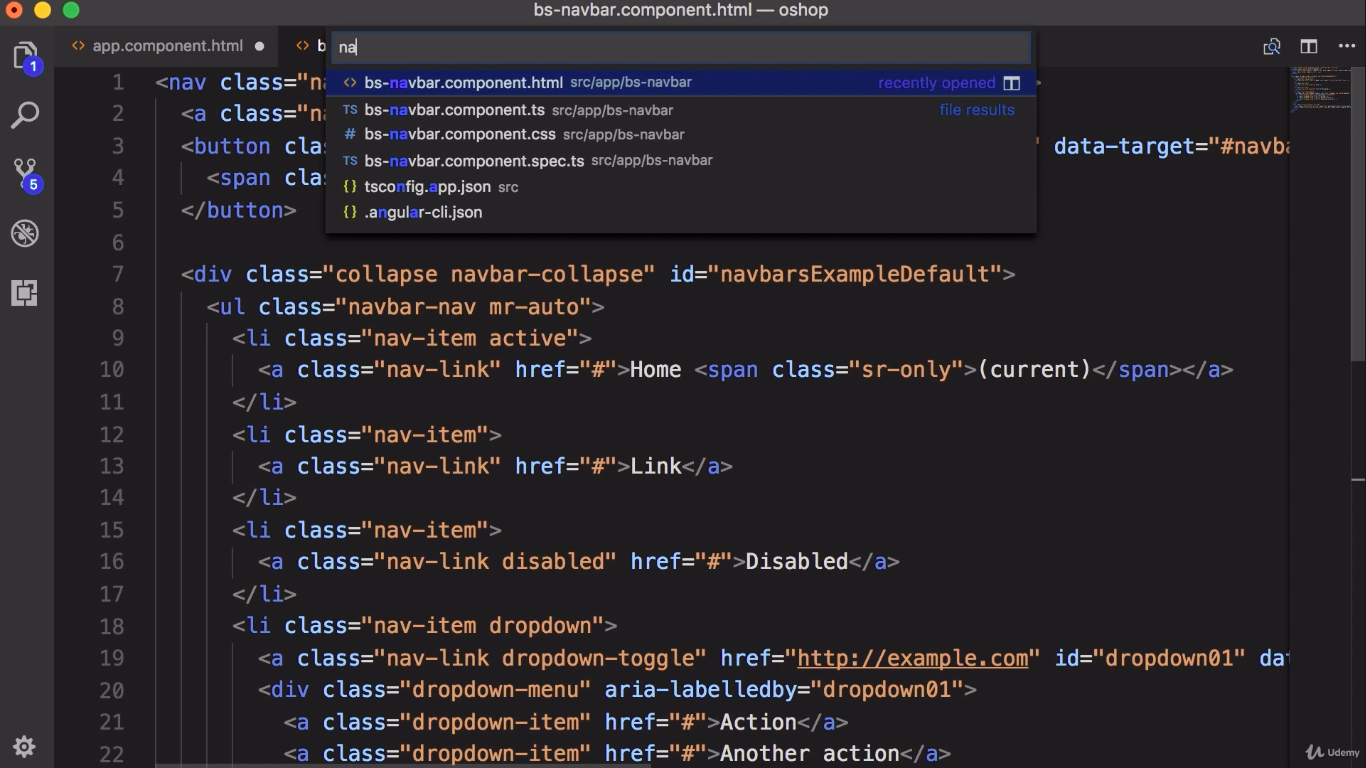 bs-navbar.component.html — oshop
app.component.html
b
na
bs-navbar.component.html src/app/bs-navbar recently opened
bs-navbar.component.ts src/app/bs-navbar file results
bs-navbar.component.css src/app/bs-navbar
bs-navbar.component.spec.ts src/app/bs-navbar
tsconfig.app.json src
.angular-cli.json
1
5
1 <nav class="na
2 <a class="na
3 <button clas " data-target="#navba
4 <span clas
5 </button>
6
7 <div class="collapse navbar-collapse" id="navbarsExampleDefault">
8 <ul class="navbar-nav mr-auto">
9 <li class="nav-item active">
10 <a class="nav-link" href="#">Home <span class="sr-only">(current)</span></a>
11 </li>
12 <li class="nav-item">
13 <a class="nav-link" href="#">Link</a>
14 </li>
15 <li class="nav-item">
16 <a class="nav-link disabled" href="#">Disabled</a>
17 </li>
18 <li class="nav-item dropdown">
19 <a class="nav-link dropdown-toggle" href="http://example.com" id="dropdown01" dat
20 <div class="dropdown-menu" aria-labelledby="dropdown01">
21 <a class="dropdown-item" href="#">Action</a>
22 <a class="dropdown-item" href="#">Another action</a>
Udemy